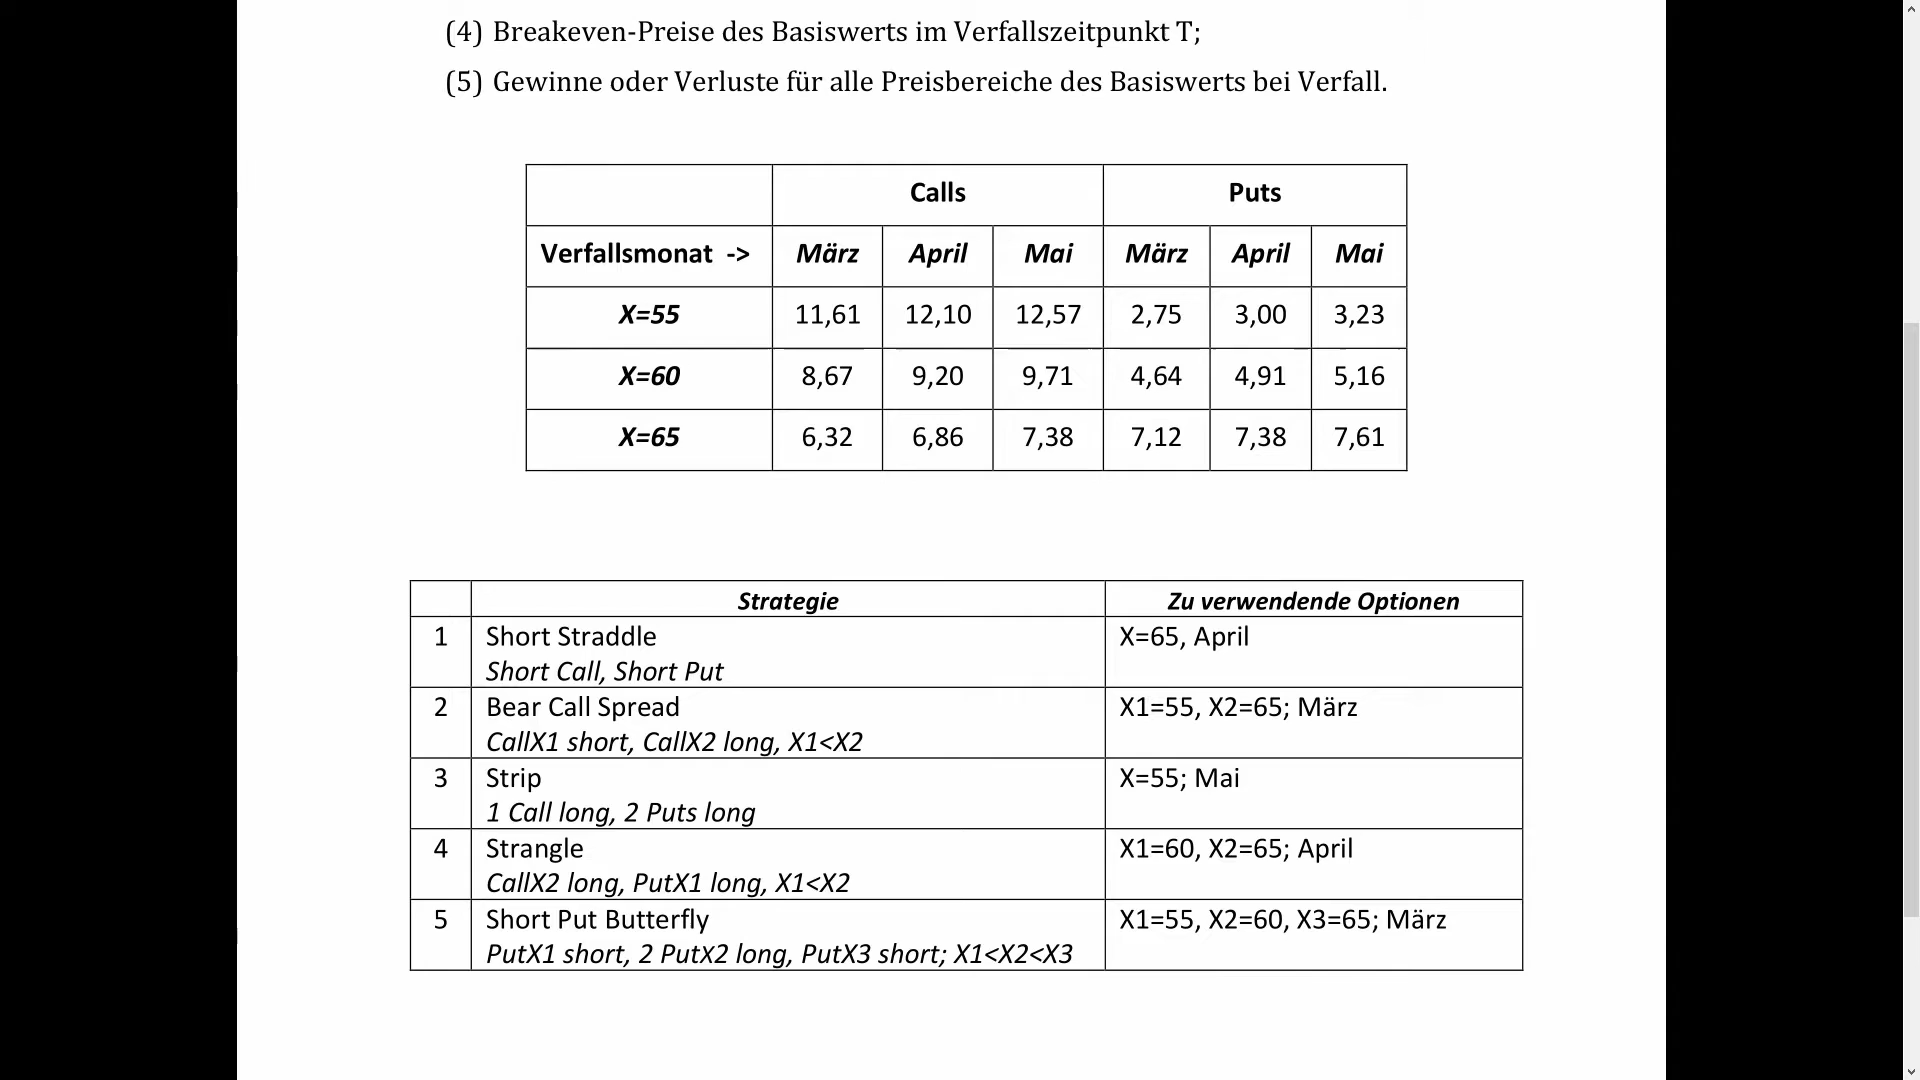 (4) Breakeven-Preise des Basiswerts im Verfallszeitpunkt T;
(5) Gewinne oder Verluste für alle Preisbereiche des Basiswerts bei Verfall.
Calls Puts
Verfallsmonat -> März April Mai März April Mai
X=55 11,61 12,10 12,57 2,75 3,00 3,23
X=60 8,67 9,20 9,71 4,64 4,91 5,16
X=65 6,32 6,86 7,38 7,12 7,38 7,61
Strategie Zu verwendende Optionen
1 Short Straddle X=65, April
Short Call, Short Put
2 Bear Call Spread X1=55, X2=65; März
CallX1 short, CallX2 long, X1<X2
3 Strip X=55; Mai
1 Call long, 2 Puts long
4 Strangle X1=60, X2=65; April
CallX2 long, PutX1 long, X1<X2
5 Short Put Butterfly X1=55, X2=60, X3=65; März
PutX1 short, 2 Putx2 long, PutX3 short; X1<X2<X3